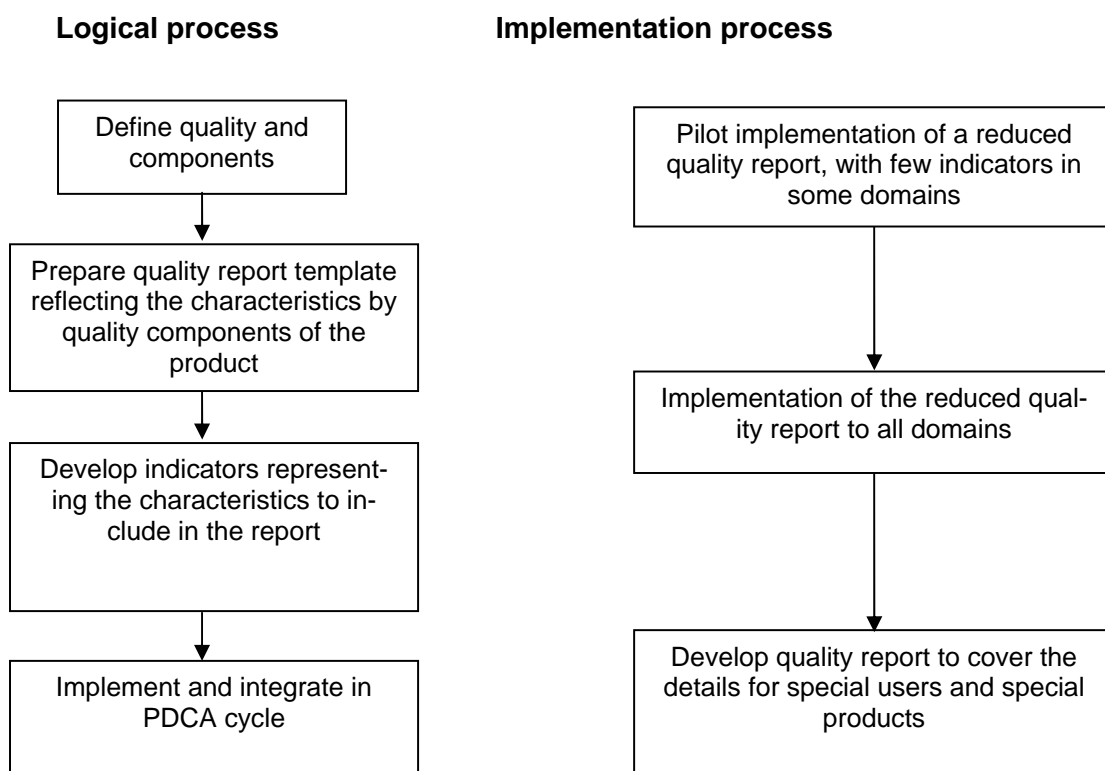 Logical process
Implementation process
Define quality and
components
Prepare quality report template
reflecting the characteristics by
quality components of the
product
Develop indicators represent-
ing the characteristics to in-
clude in the report
Implement and integrate in
PDCA cycle
Pilot implementation of a reduced
quality report, with few indicators in
some domains
Implementation of the reduced qual-
ity report to all domains
Develop quality report to cover the
details for special users and special
products